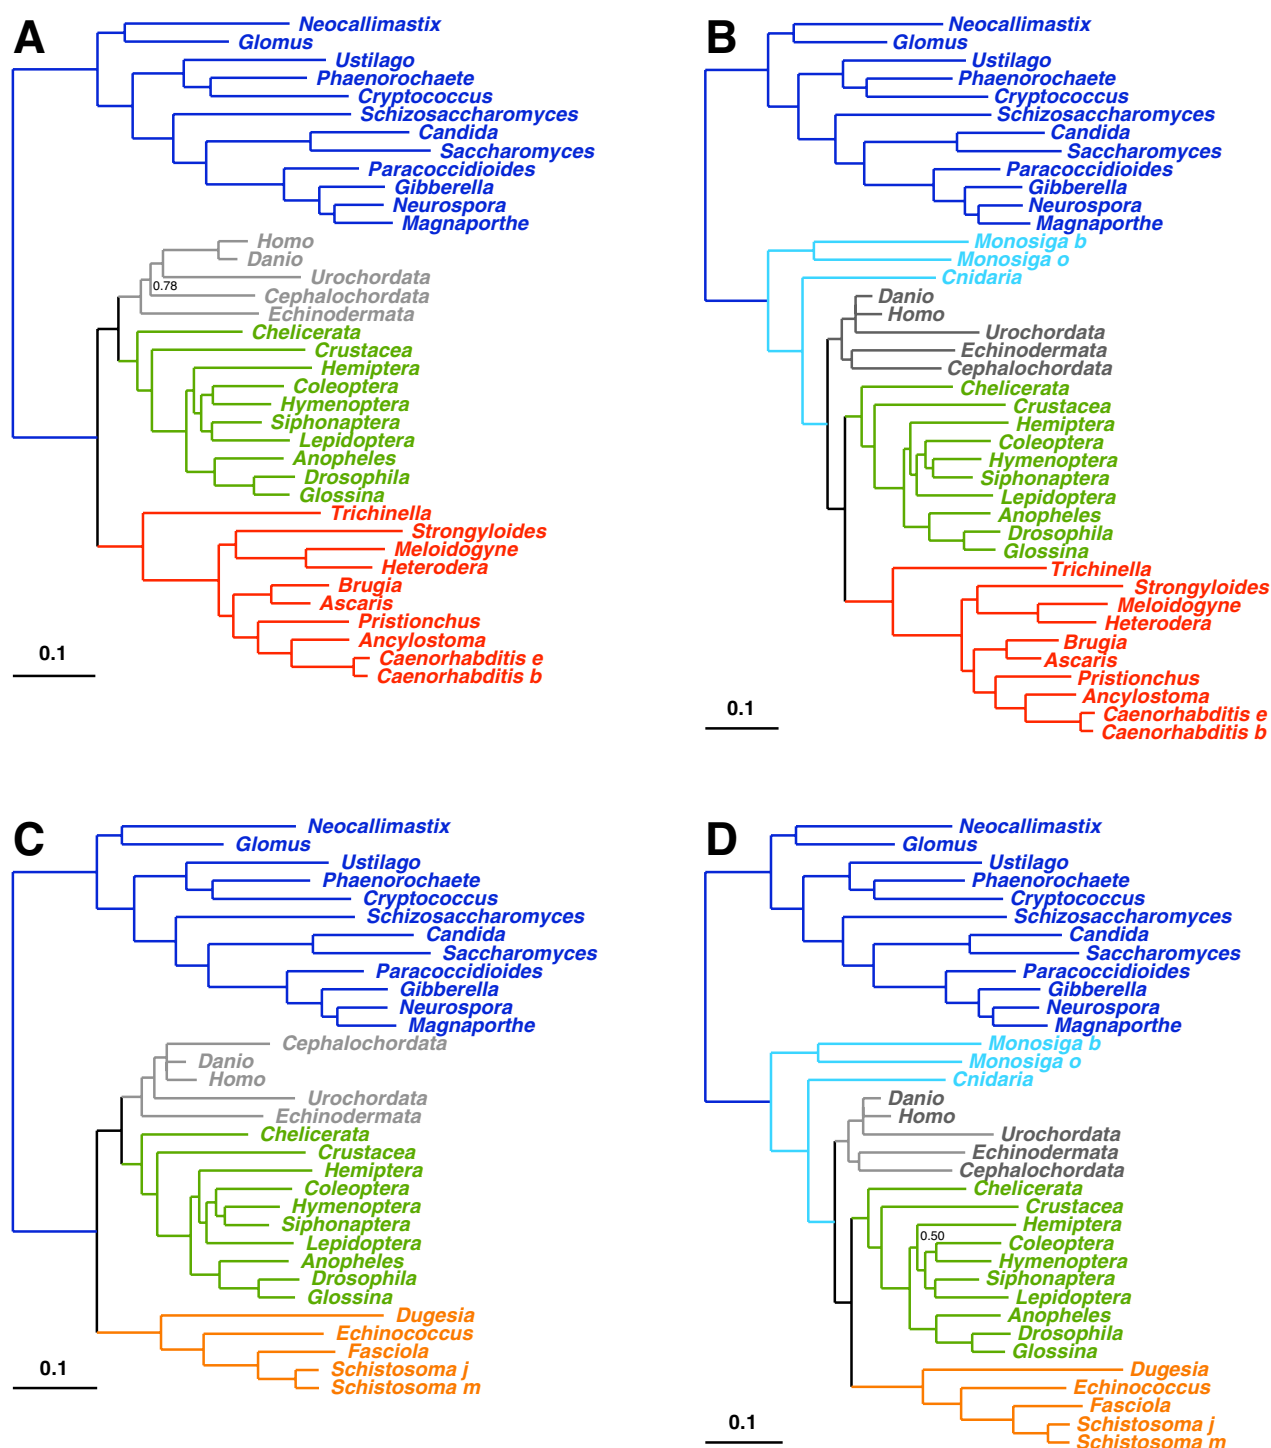 A
Neocallimastix
Glomus
Ustilago
Phaenorochaete
Cryptococcus
Schizosaccharomyces
Candida
Saccharomyces
Paracoccidioides
Gibberella
Neurospora
Magnaporthe
Homo
Danio
Urochordata
0.78
Cephalochordata
Echinodermata
Chelicerata
Crustacea
Hemiptera
Coleoptera
Hymenoptera
Siphonaptera
Lepidoptera
Anopheles
Drosophila
Glossina
Trichinella
Strongyloides
Meloidogyne
Heterodera
Brugia
Ascaris
Pristionchus
Ancylostoma
Caenorhabditis e
Caenorhabditis b
0.1
B
Neocallimastix
Glomus
Ustilago
Phaenorochaete
Cryptococcus
Schizosaccharomyces
Candida
Saccharomyces
Paracoccidioides
Gibberella
Neurospora
Magnaporthe
Monosiga b
Monosiga o
Cnidaria
Danio
Homo
Urochordata
Echinodermata
Cephalochordata
Chelicerata
Crustacea
Hemiptera
Coleoptera
Hymenoptera
Siphonaptera
Lepidoptera
Anopheles
Drosophila
Glossina
Trichinella
Strongyloides
Meloidogyne
Heterodera
Brugia
Ascaris
Pristionchus
Ancylostoma
Caenorhabditis e
Caenorhabditis b
0.1
C
Neocallimastix
Glomus
Ustilago
Phaenorochaete
Cryptococcus
Schizosaccharomyces
Candida
Saccharomyces
Paracoccidioides
Gibberella
Neurospora
Magnaporthe
Cephalochordata
Danio
Homo
Urochordata
Echinodermata
Chelicerata
Crustacea
Hemiptera
Coleoptera
Hymenoptera
Siphonaptera
Lepidoptera
Anopheles
Drosophila
Glossina
Dugesia
Echinococcus
Fasciola
Schistosoma j
Schistosoma m
0.1
D
Neocallimastix
Glomus
Ustilago
Phaenorochaete
Cryptococcus
Schizosaccharomyces
Candida
Saccharomyces
Paracoccidioides
Gibberella
Neurospora
Magnaporthe
Monosiga b
Monosiga o
Cnidaria
Danio
Homo
Urochordata
Echinodermata
Cephalochordata
Chelicerata
Crustacea
Hemiptera
0.50
Coleoptera
Hymenoptera
Siphonaptera
Lepidoptera
Anopheles
Drosophila
Glossina
Dugesia
Echinococcus
Fasciola
Schistosoma j
Schistosoma m
0.1